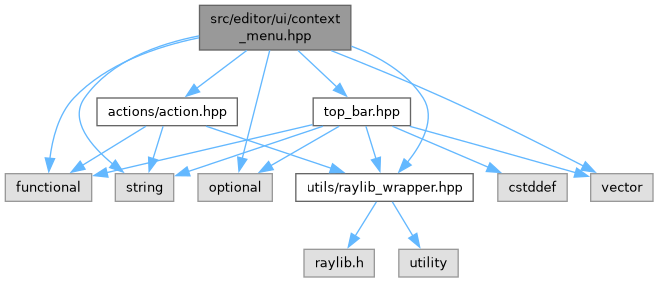 src/editor/ui/context
_menu.hpp
actions/action.hpp
top_bar.hpp
functional
string
optional
utils/raylib_wrapper.hpp
cstddef
vector
raylib.h
utility